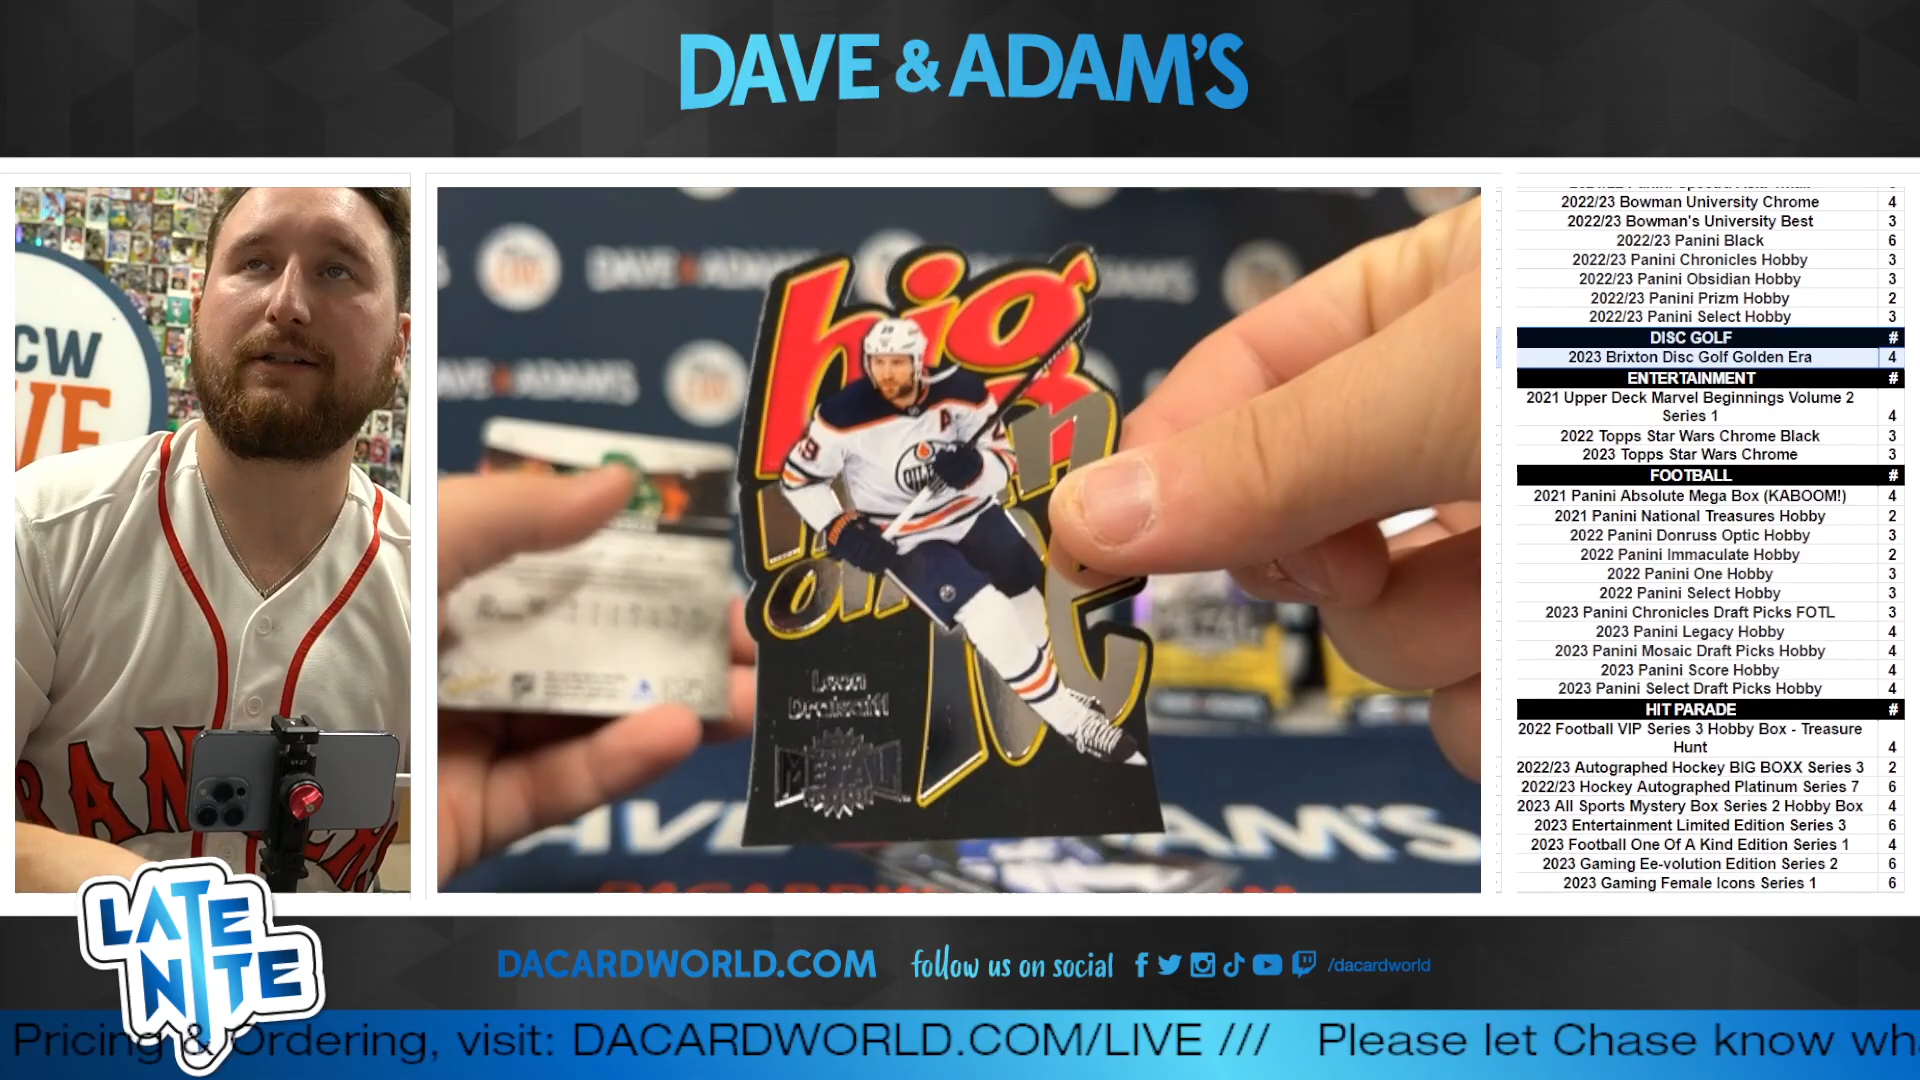 DAVE & ADAM'S
CW
VE
RAN
DAVE & ADAM'S
big
man
on
ice
A
29
OILERS
Leon
Draisaitl
METAL
2022/23 Bowman University Chrome 4
2022/23 Bowman's University Best 3
2022/23 Panini Black 6
2022/23 Panini Chronicles Hobby 3
2022/23 Panini Obsidian Hobby 3
2022/23 Panini Prizm Hobby 2
2022/23 Panini Select Hobby 3
DISC GOLF #
2023 Brixton Disc Golf Golden Era 4
ENTERTAINMENT #
2021 Upper Deck Marvel Beginnings Volume 2
Series 1 4
2022 Topps Star Wars Chrome Black 3
2023 Topps Star Wars Chrome 3
FOOTBALL #
2021 Panini Absolute Mega Box (KABOOM!) 4
2021 Panini National Treasures Hobby 2
2022 Panini Donruss Optic Hobby 3
2022 Panini Immaculate Hobby 2
2022 Panini One Hobby 3
2022 Panini Select Hobby 3
2023 Panini Chronicles Draft Picks FOTL 3
2023 Panini Legacy Hobby 4
2023 Panini Mosaic Draft Picks Hobby 4
2023 Panini Score Hobby 4
2023 Panini Select Draft Picks Hobby 4
HIT PARADE #
2022 Football VIP Series 3 Hobby Box - Treasure
Hunt 4
2022/23 Autographed Hockey BIG BOXX Series 3 2
2022/23 Hockey Autographed Platinum Series 7 6
2023 All Sports Mystery Box Series 2 Hobby Box 4
2023 Entertainment Limited Edition Series 3 6
2023 Football One Of A Kind Edition Series 1 4
2023 Gaming Ee-volution Edition Series 2 6
2023 Gaming Female Icons Series 1 6
LATE
NITE
DACARDWORLD.COM follow us on social /dacardworld
Pricing & Ordering, visit: DACARDWORLD.COM/LIVE /// Please let Chase know wh